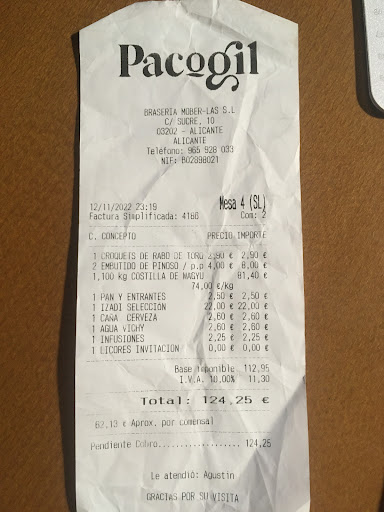 Pacogil
BRASERIA MOBER-LAS S.L
C/ SUCRE, 10
03202 - ALICANTE
ALICANTE
Teléfono: 965 928 033
NIF: B02898021
12/11/2022 23:19 Mesa 4 (SL)
Factura Simplificada: 4160 Com: 2
C. CONCEPTO PRECIO IMPORTE
1 CROQUETS DE RABO DE TORO 2,90 € 2,90 €
2 EMBUTIDO DE PINOSO / p.p 4,00 € 8,00 €
1,100 kg COSTILLA DE WAGYU 81,40 €
74,00 €/kg
1 PAN Y ENTRANTES 2,50 € 2,50 €
1 IZADI SELECCION 22,00 € 22,00 €
1 CAÑA CERVEZA 2,60 € 2,60 €
1 AGUA VICHY 2,60 € 2,60 €
1 INFUSIONES 2,25 € 2,25 €
1 LICORES INVITACION 0,00 € 0,00 €
Base imponible 112,95
I.V.A. 10,00% 11,30
Total: 124,25 €
62,13 € Aprox. por comensal
Pendiente Cobro................... 124,25
Le atendió: Agustin
GRACIAS POR SU VISITA